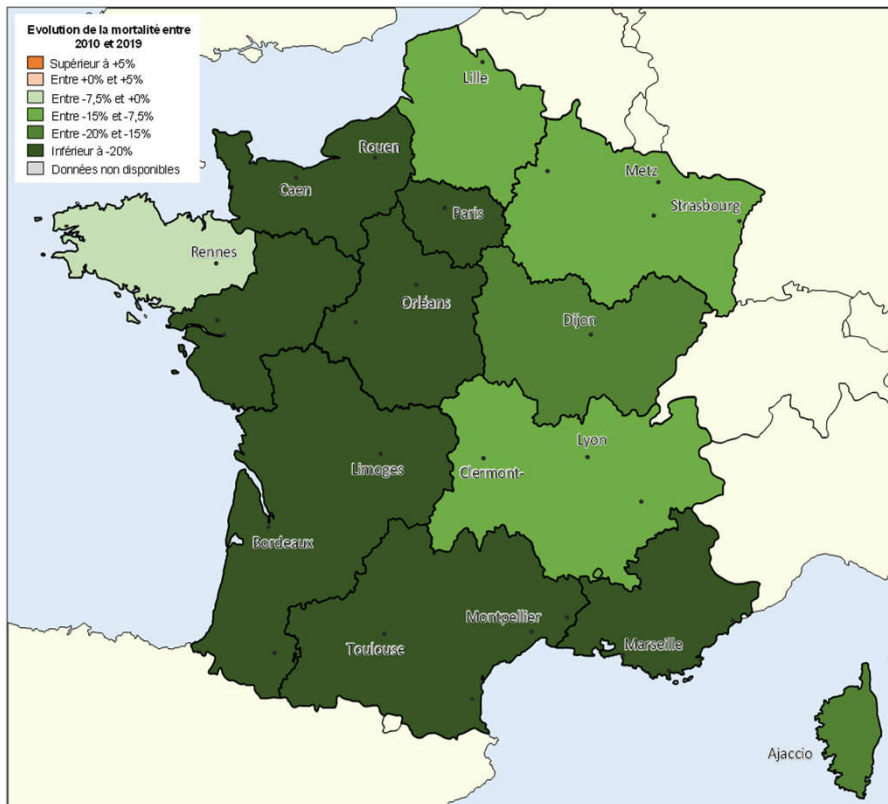 Evolution de la mortalité entre
2010 et 2019
Supérieur à +5%
Entre +0% et +5%
Entre -7,5% et +0%
Entre -15% et -7,5%
Entre -20% et -15%
Inférieur à -20%
Données non disponibles
Lille
Rouen
Caen
Metz
Paris
Strasbourg
Rennes
Orléans
Dijon
Lyon
Limoges
Clermont-
Bordeaux
Montpellier
Toulouse
Marseille
Ajaccio